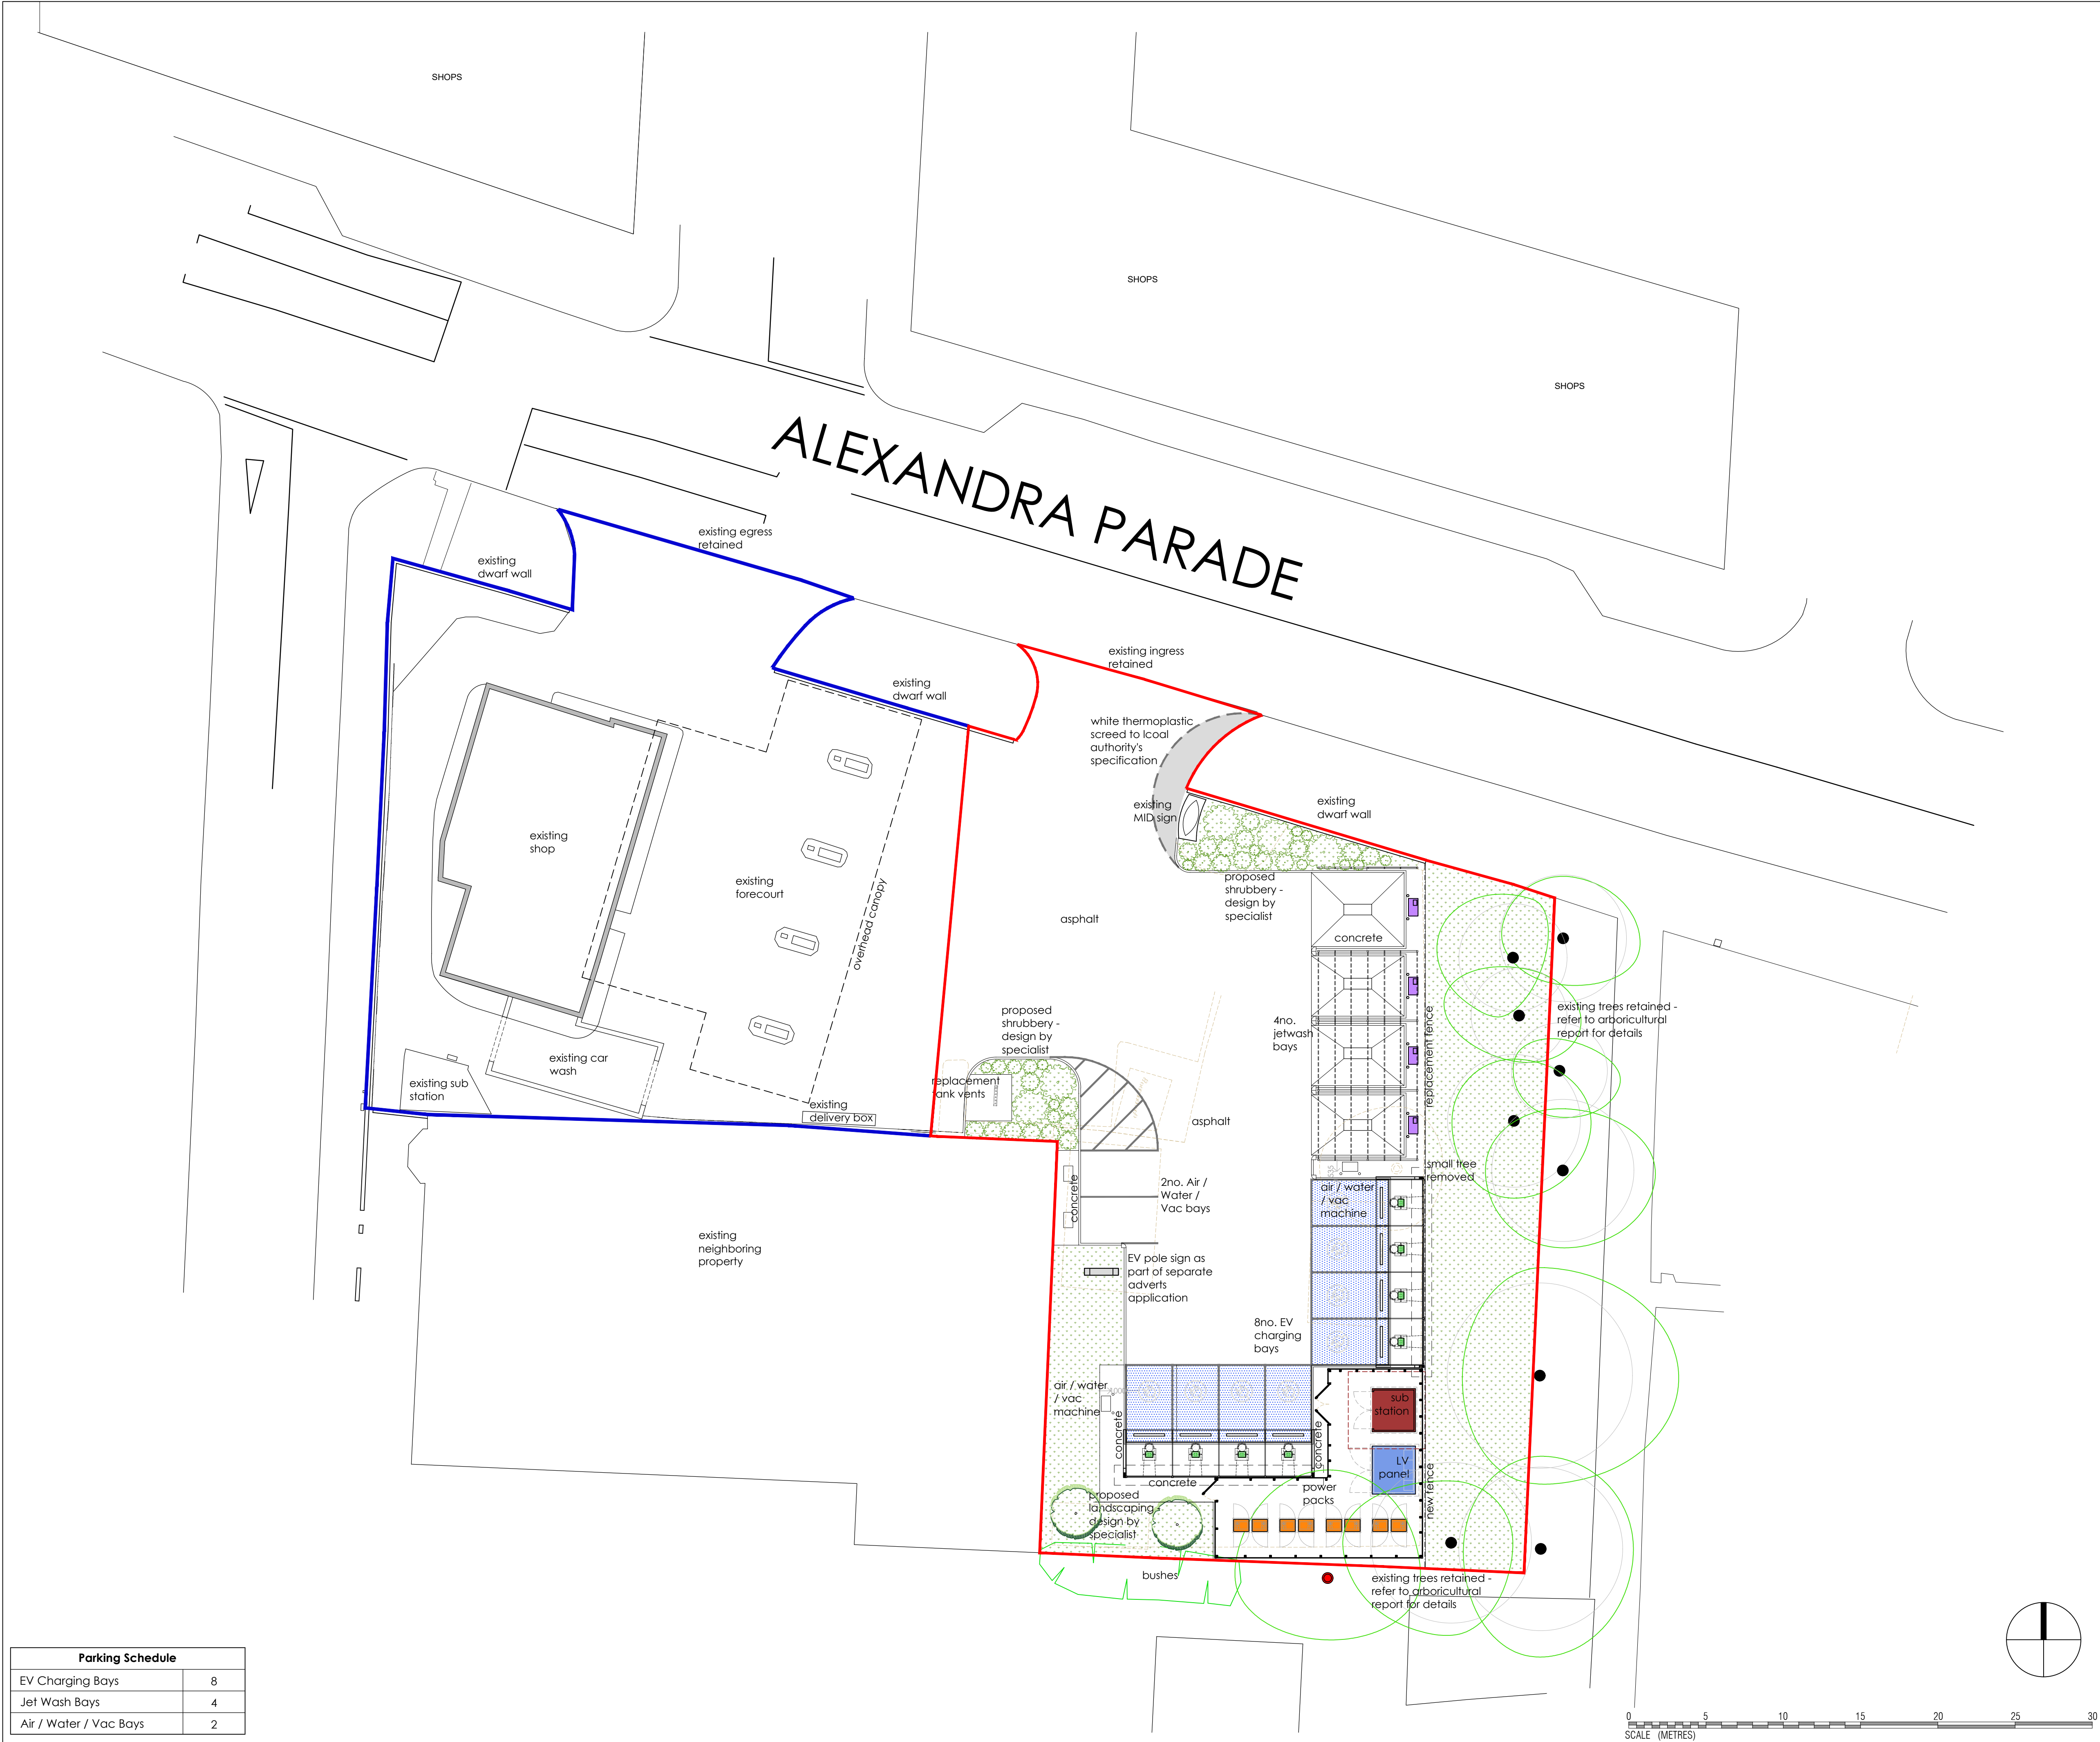 SHOPS
SHOPS
SHOPS
ALEXANDRA PARADE
existing egress
retained
existing
dwarf wall
existing ingress
retained
existing
dwarf wall
white thermoplastic
screed to lcoal
authority's
specification
existing
MID sign
existing
dwarf wall
existing
shop
existing
forecourt
overhead canopy
proposed
shrubbery -
design by
specialist
asphalt
concrete
existing trees retained -
refer to arboricultural
report for details
proposed
shrubbery -
design by
specialist
4no.
jetwash
bays
replacement fence
existing car
wash
existing sub
station
replacement
tank vents
existing
delivery box
asphalt
small tree
removed
concrete
2no. Air /
Water /
Vac bays
air / water
/ vac
machine
existing
neighboring
property
EV pole sign as
part of separate
adverts
application
8no. EV
charging
bays
air / water
/ vac
machine
concrete
concrete
sub
station
LV
panel
concrete
power
packs
new fence
proposed
landscaping -
design by
specialist
bushes
existing trees retained -
refer to arboricultural
report for details
Parking Schedule
EV Charging Bays 8
Jet Wash Bays 4
Air / Water / Vac Bays 2
0 5 10 15 20 25 30
SCALE (METRES)